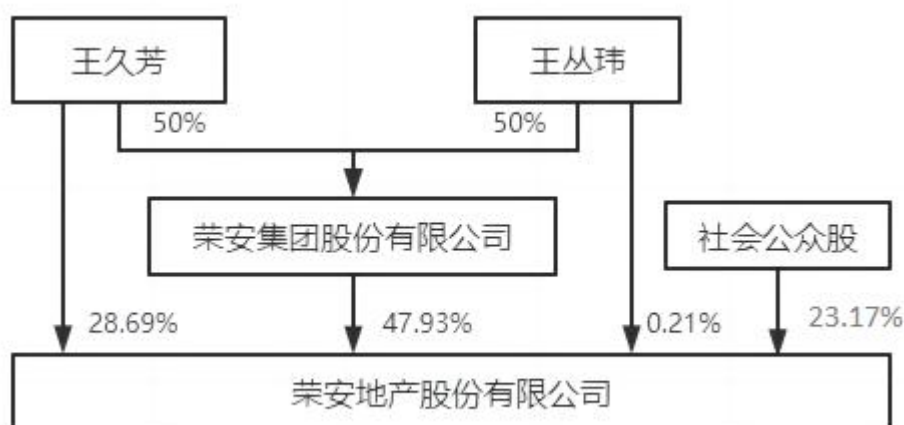 王久芳
王丛玮
50%
50%
荣安集团股份有限公司
社会公众股
28.69%
47.93%
0.21%
23.17%
荣安地产股份有限公司